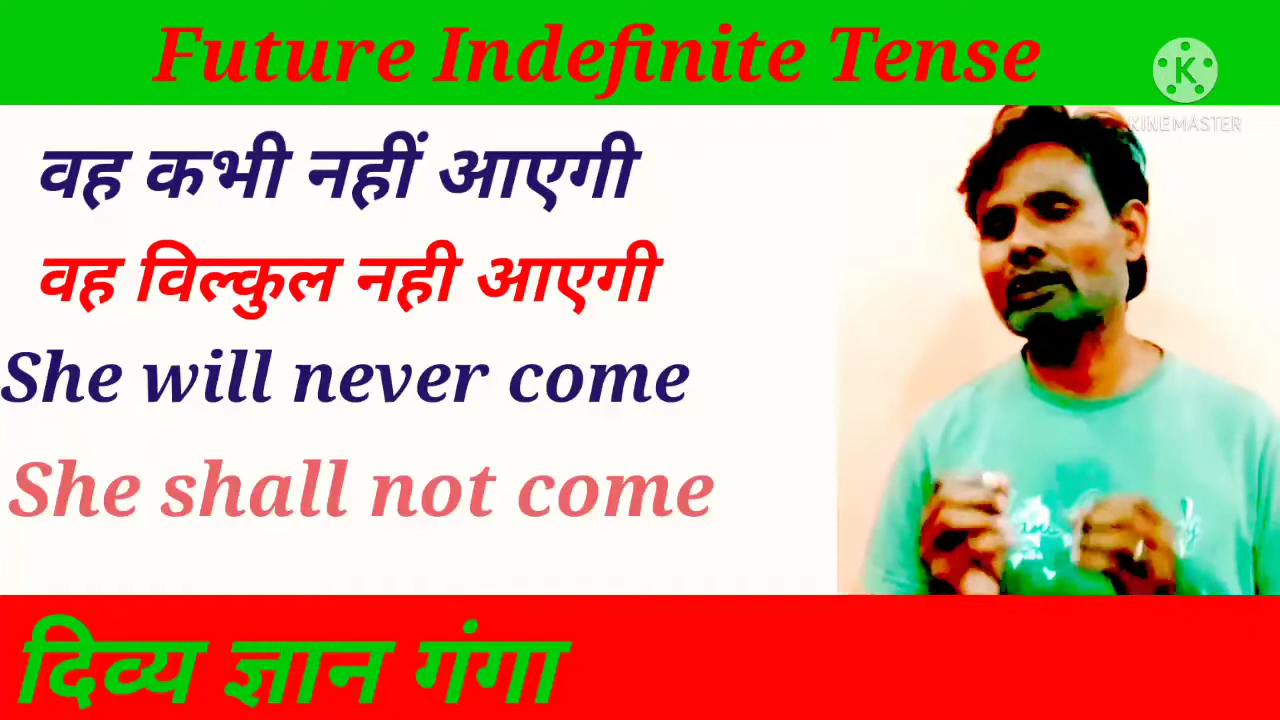 Future Indefinite Tense
K
KINEMASTER
वह कभी नहीं आएगी
वह विल्कुल नही आएगी
She will never come
She shall not come
दिव्य ज्ञान गंगा